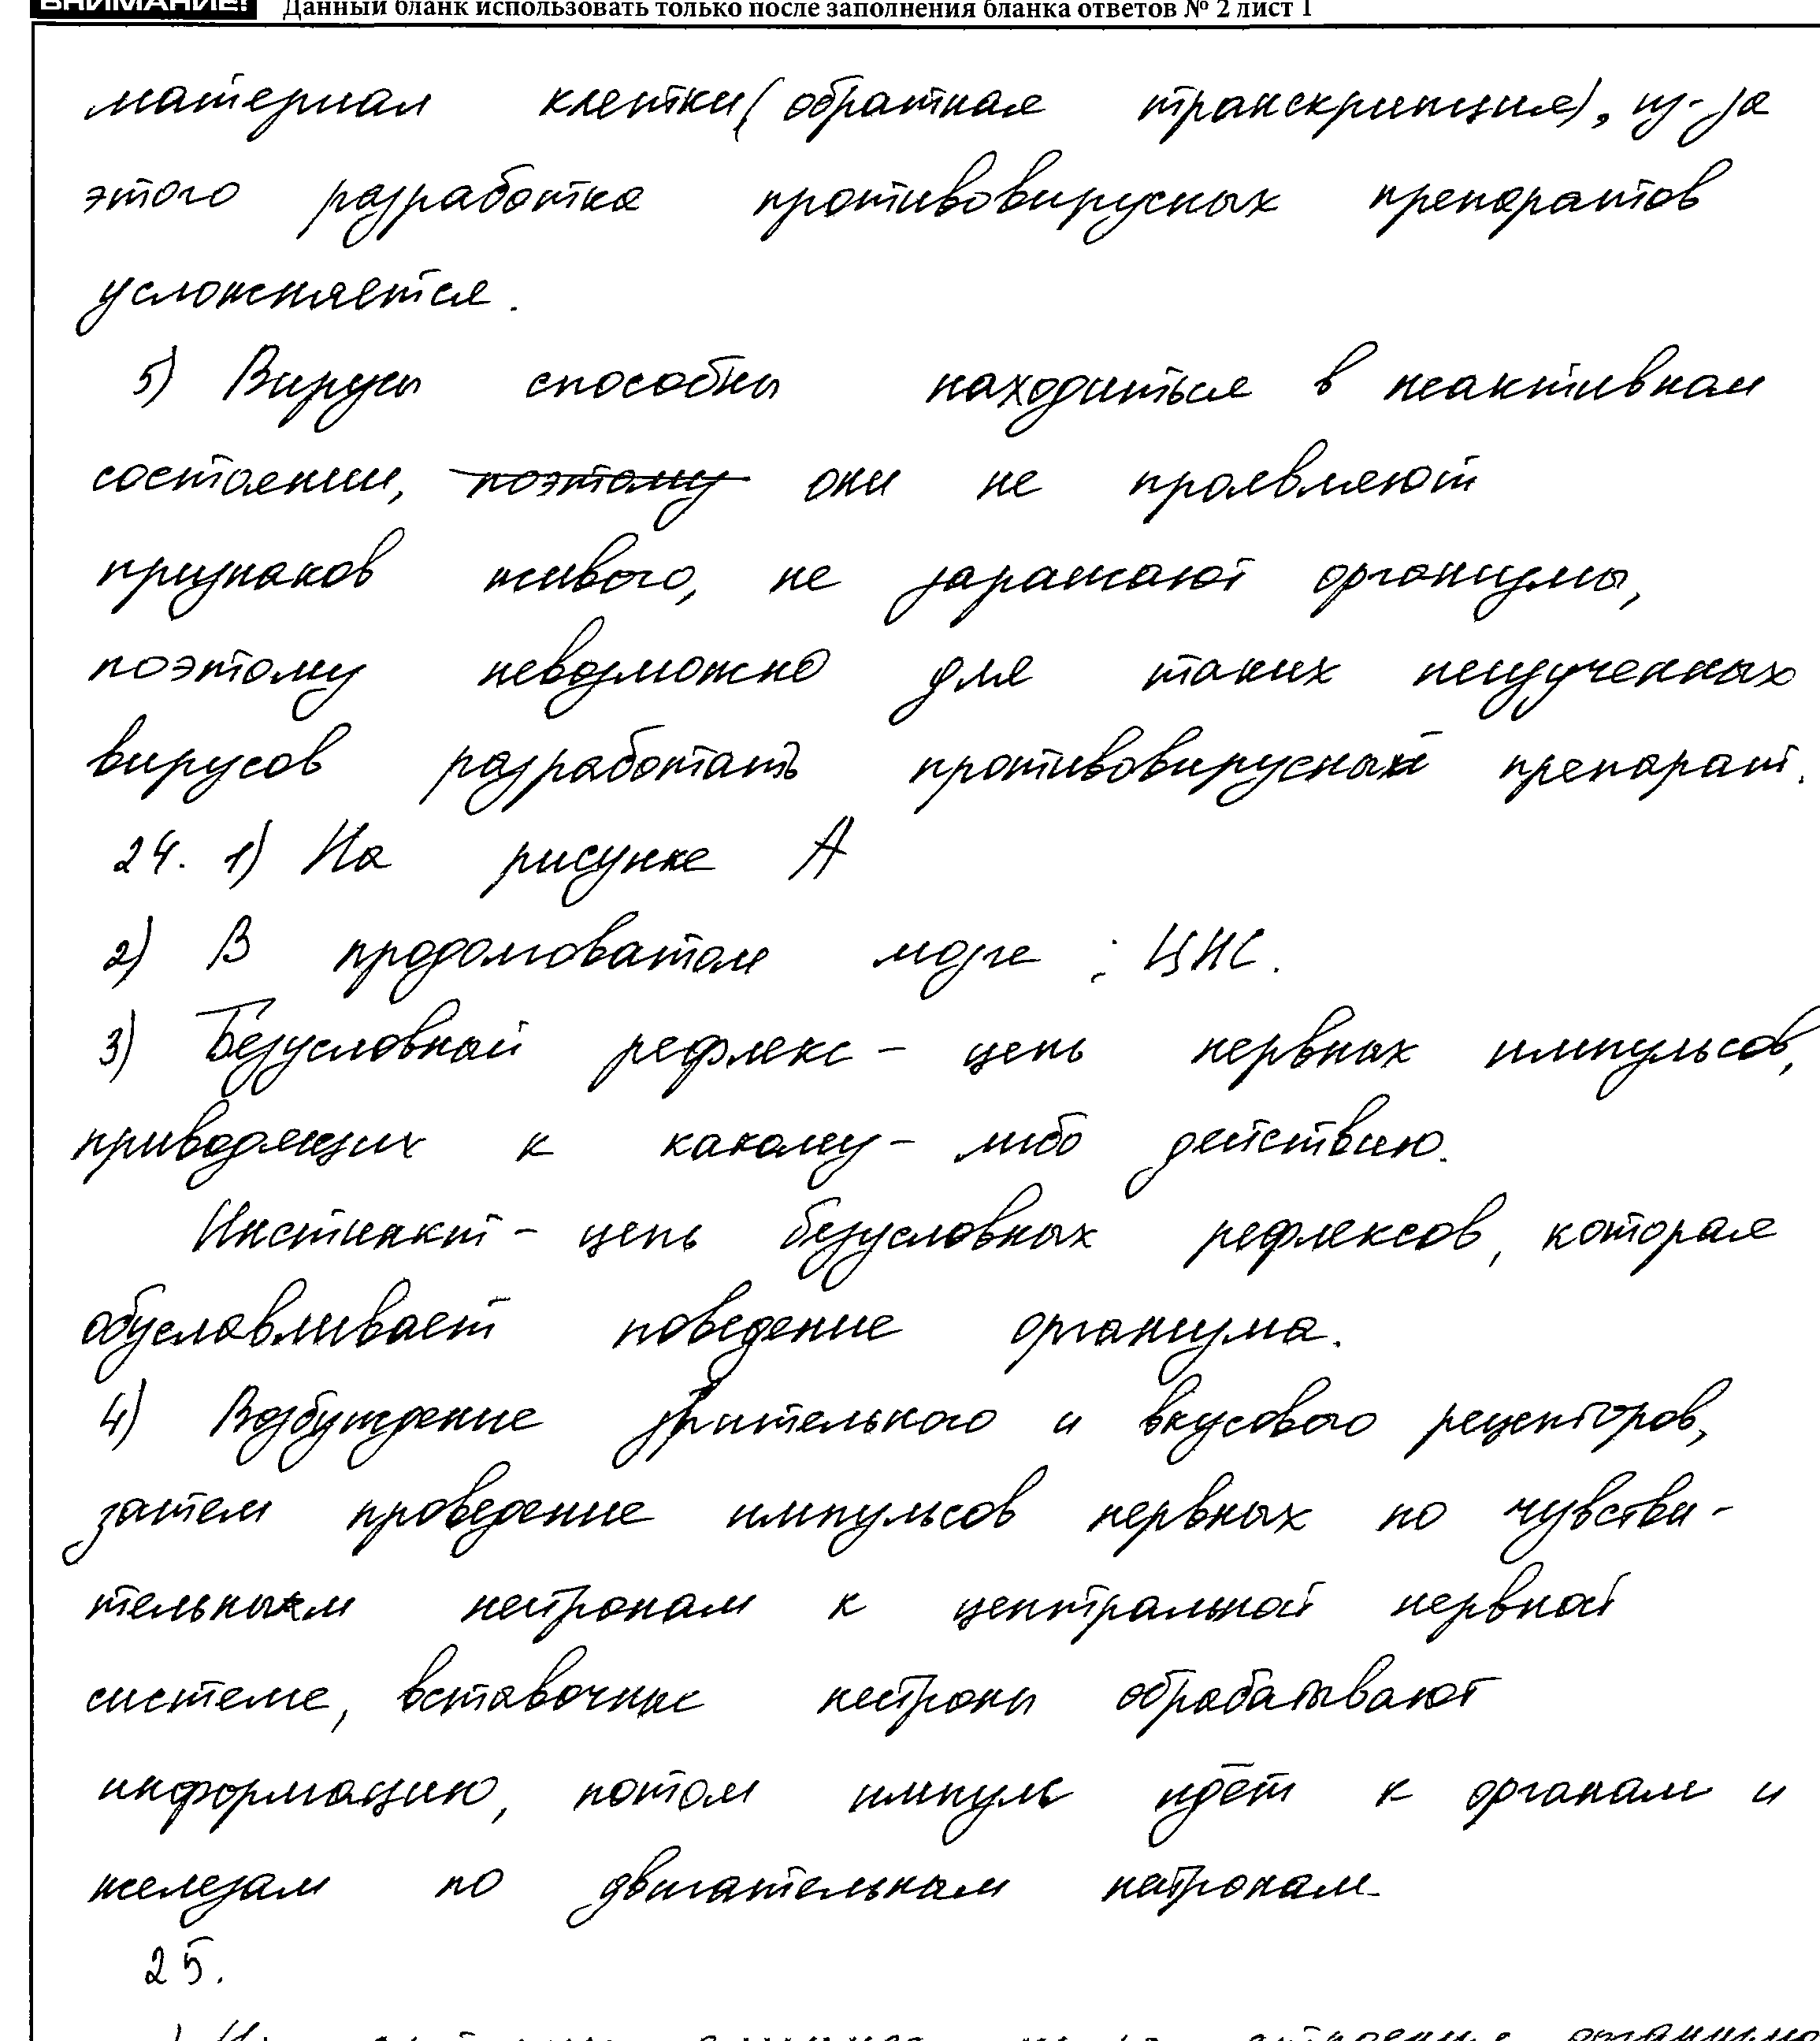 ВНИМАНИЕ! Данный бланк использовать только после заполнения бланка ответов № 2 лист 1
материал клетки (обратная транскрипция), из-за
этого разработка противовирусных препаратов
усложняется.
5) Вирусы способны находиться в неактивном
состоянии, поэтому они не проявляют
признаков живого, не заражают организмы,
поэтому невозможно для таких неизученных
вирусов разработать противовирусный препарат.
24. 1) На рисунке А
2) В продолговатом мозге ; ЦНС.
3) Безусловный рефлекс - цепь нервных импульсов,
приводящих к какому-либо действию.
Инстинкт - цепь безусловных рефлексов, которая
обуславливает поведение организма.
4) Возбуждение зрительного и вкусового рецепторов,
затем проведение импульсов нервных по чувстви-
тельным нейронам к центральной нервной
системе, вставочные нейроны обрабатывают
информацию, потом импульс идёт к органам и
железам по двигательным нейронам.
25.